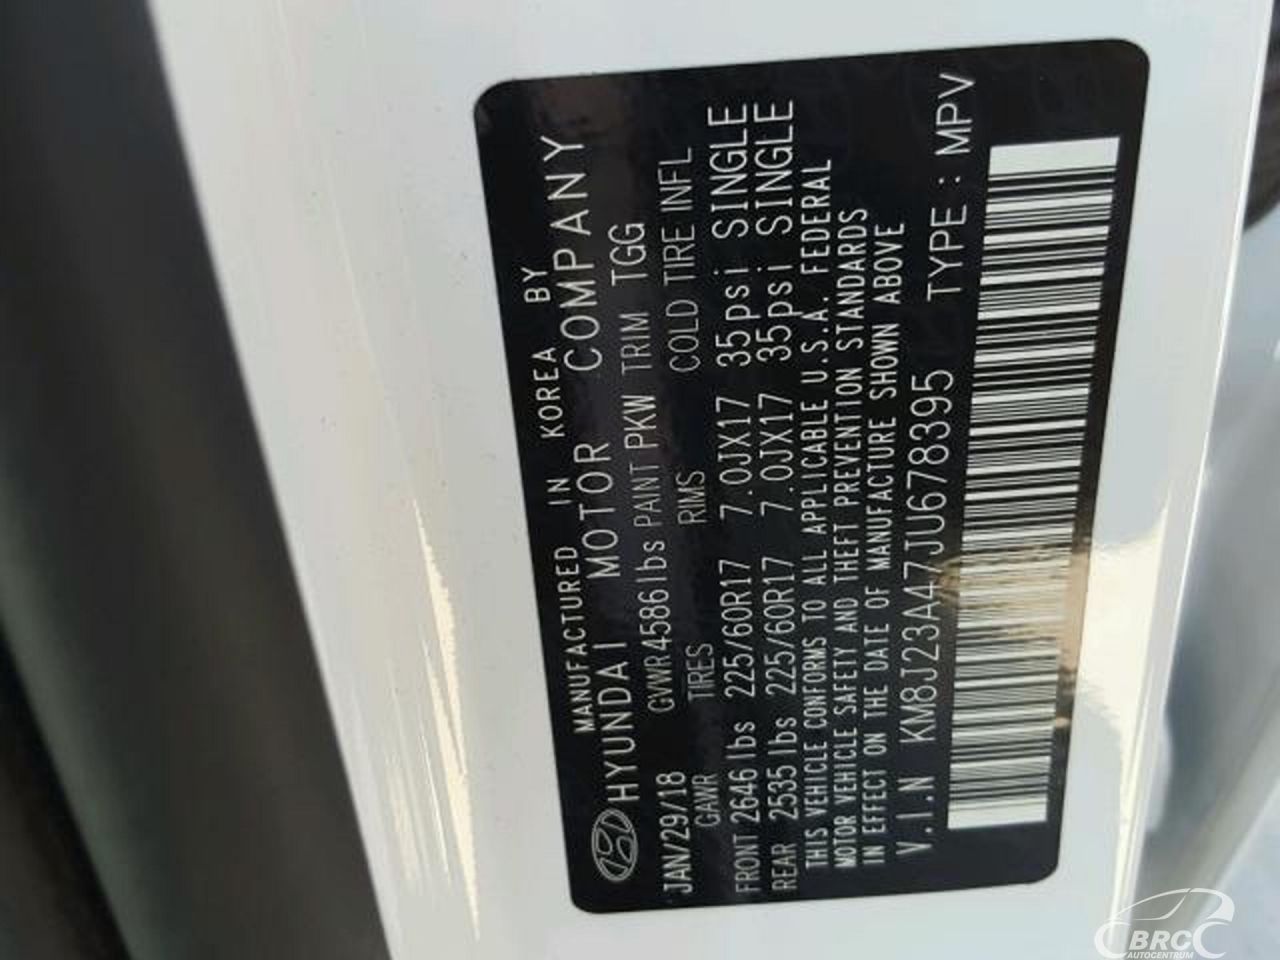 MANUFACTURED IN KOREA BY
HYUNDAI MOTOR COMPANY
JAN/29/18 GVWR 4586lbs PAINT PKW TRIM TGG
GAWR TIRES RIMS COLD TIRE INFL
FRONT 2646lbs 225/60R17 7.0JX17 35psi SINGLE
REAR 2535lbs 225/60R17 7.0JX17 35psi SINGLE
THIS VEHICLE CONFORMS TO ALL APPLICABLE U.S.A. FEDERAL
MOTOR VEHICLE SAFETY AND THEFT PREVENTION STANDARDS
IN EFFECT ON THE DATE OF MANUFACTURE SHOWN ABOVE
V.I.N KM8J23A47JU678395 TYPE : MPV
BRC
AUTOCENTRUM